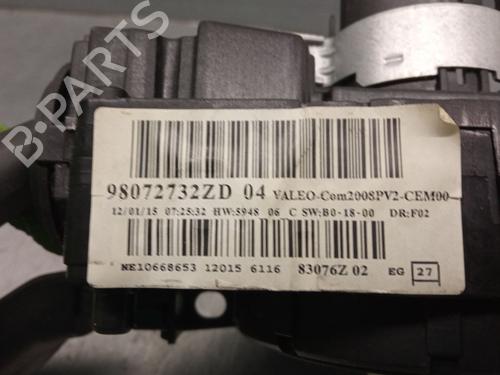 B-PARTS
98072732ZD 04 VALEO-Com2008PV2-CEM00
12/01/15 07:25:32 HW:5948 06 C SW:B0-18-00 DR:F02
NE10668653 12015 6116 83076Z 02 EG 27